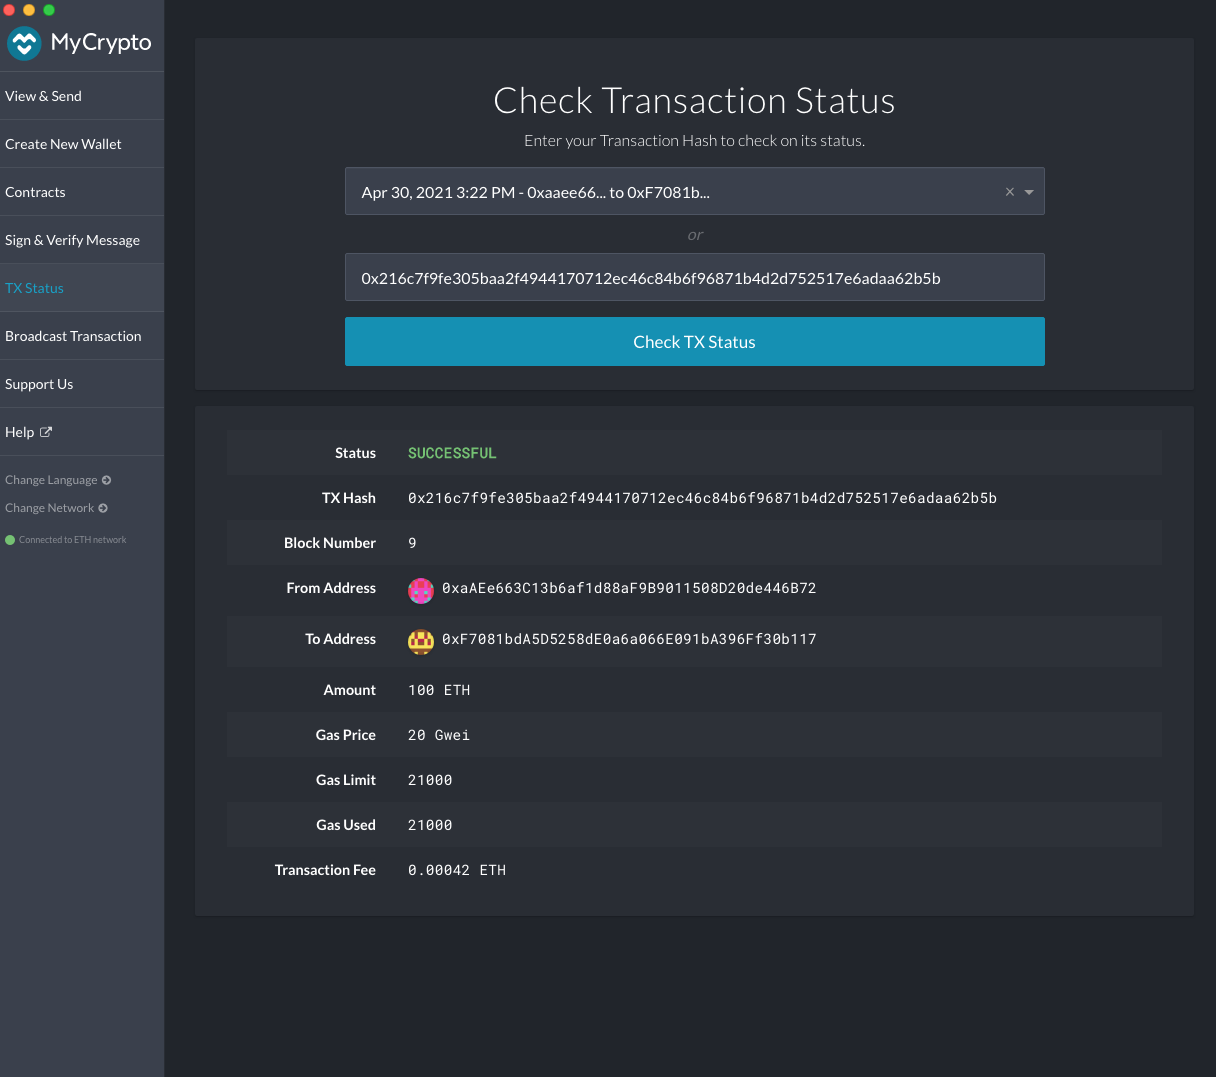 MyCrypto
View & Send
Create New Wallet
Contracts
Sign & Verify Message
TX Status
Broadcast Transaction
Support Us
Help
Change Language
Change Network
Connected to ETH network
Check Transaction Status
Enter your Transaction Hash to check on its status.
Apr 30, 2021 3:22 PM - 0xaaee66... to 0xF7081b...
or
0x216c7f9fe305baa2f4944170712ec46c84b6f96871b4d2d752517e6adaa62b5b
Check TX Status
Status SUCCESSFUL
TX Hash 0x216c7f9fe305baa2f4944170712ec46c84b6f96871b4d2d752517e6adaa62b5b
Block Number 9
From Address 0xaAEe663C13b6af1d88aF9B9011508D20de446B72
To Address 0xF7081bdA5D5258dE0a6a066E091bA396Ff30b117
Amount 100 ETH
Gas Price 20 Gwei
Gas Limit 21000
Gas Used 21000
Transaction Fee 0.00042 ETH